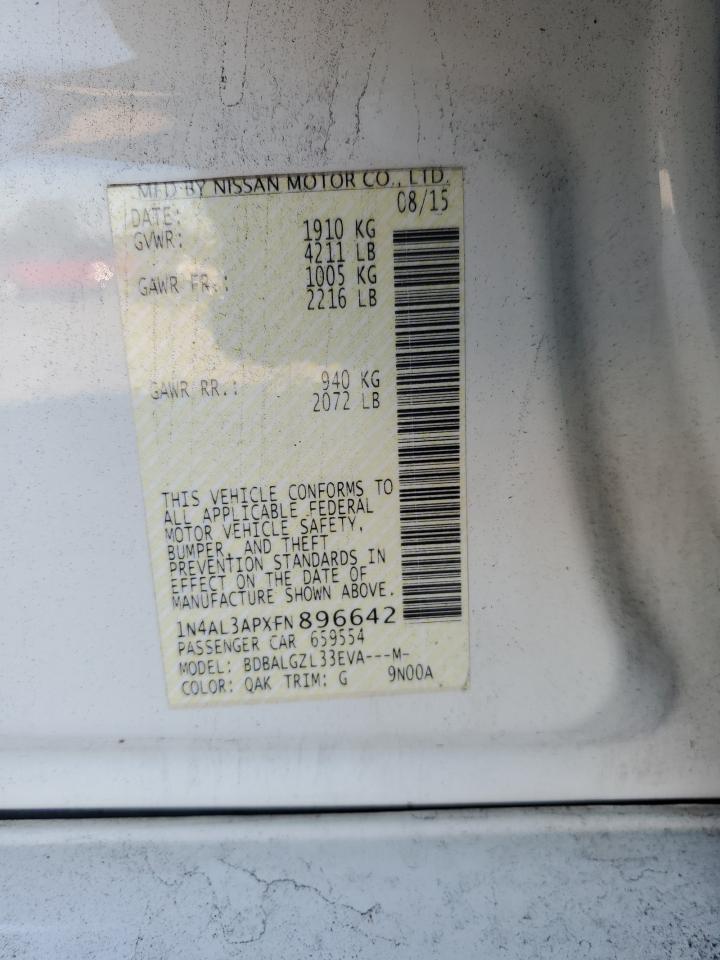 MFD BY NISSAN MOTOR CO., LTD.
DATE: 08/15
GVWR: 1910 KG
4211 LB
GAWR FR.: 1005 KG
2216 LB
GAWR RR.: 940 KG
2072 LB
THIS VEHICLE CONFORMS TO
ALL APPLICABLE FEDERAL
MOTOR VEHICLE SAFETY,
BUMPER, AND THEFT
PREVENTION STANDARDS IN
EFFECT ON THE DATE OF
MANUFACTURE SHOWN ABOVE.
1N4AL3APXFN896642
PASSENGER CAR 659554
MODEL: BDBALGZL33EVA---M-
COLOR: QAK TRIM: G 9N00A